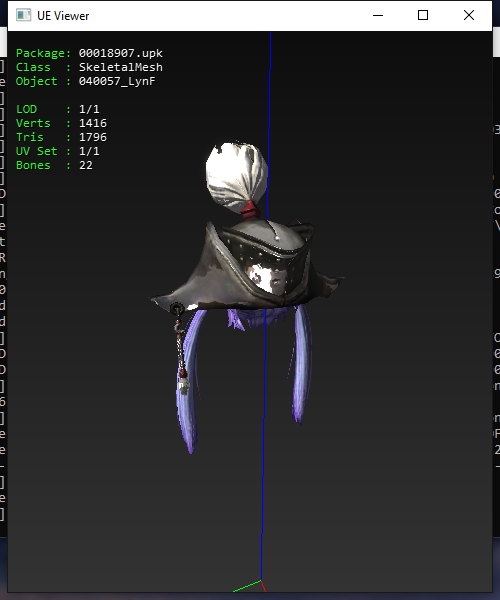 UE Viewer
Package: 00018907.upk
Class : SkeletalMesh
Object : 040057_LynF
LOD : 1/1
Verts : 1416
Tris : 1796
UV Set : 1/1
Bones : 22